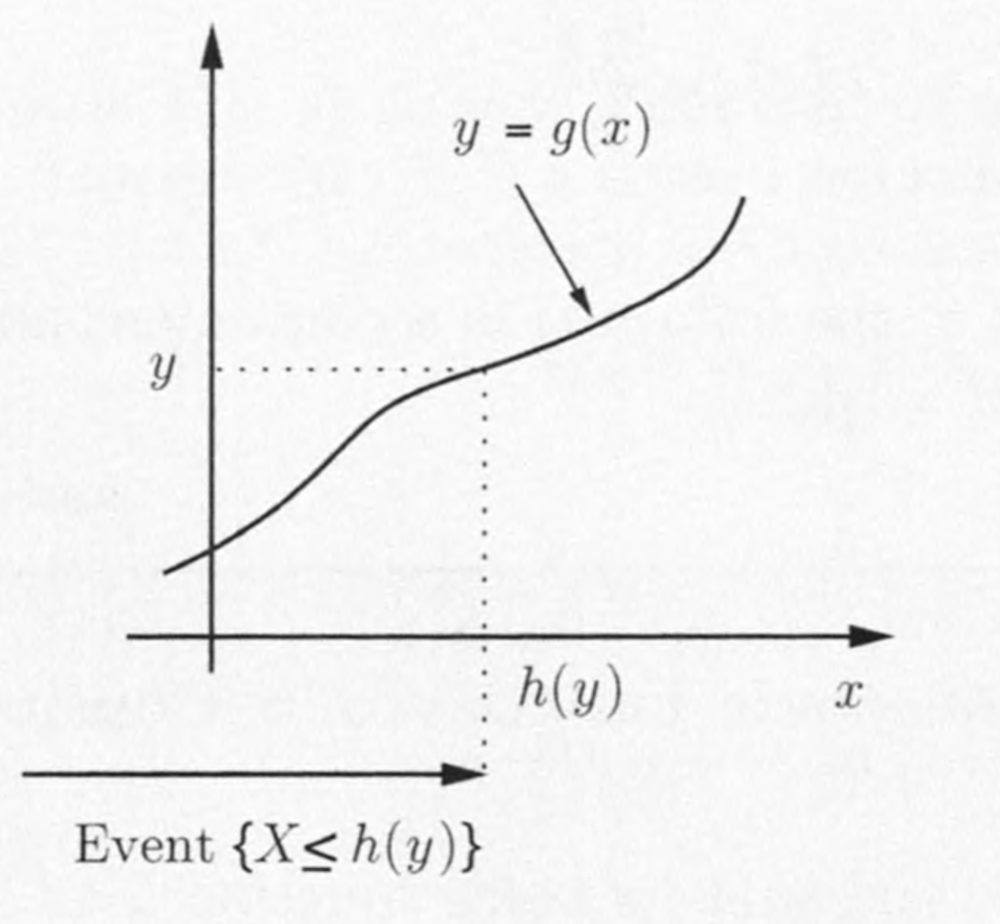 y = g(x)
y
h(y)
x
Event {X ≤ h(y)}